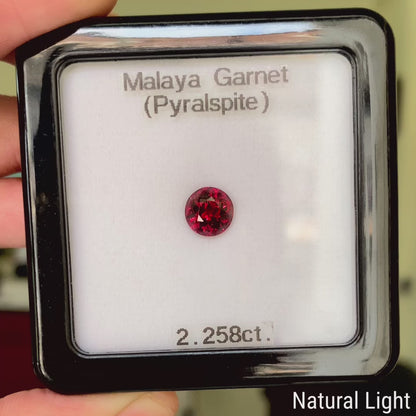 Malaya Garnet
(Pyralspite)
2.258ct.
Natural Light